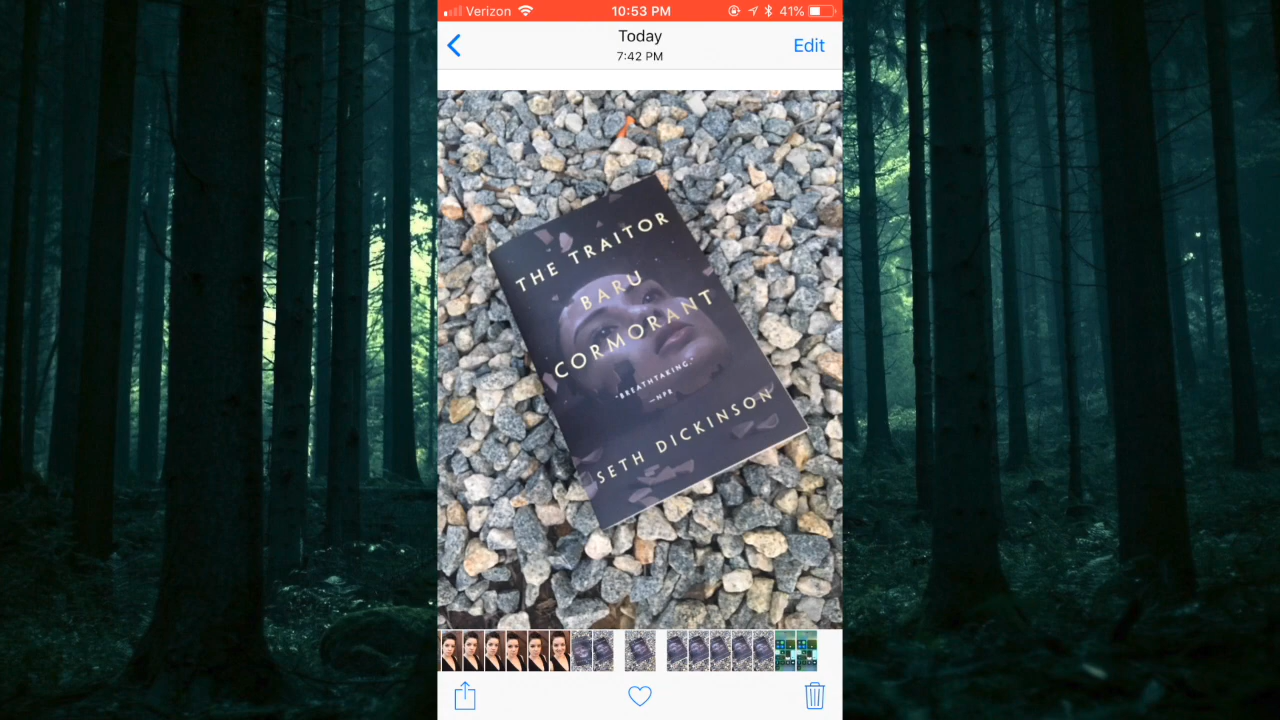 Verizon 10:53 PM 41%
Today
7:42 PM
Edit
THE TRAITOR
BARU
CORMORANT
"BREATHTAKING."
—NPR
SETH DICKINSON